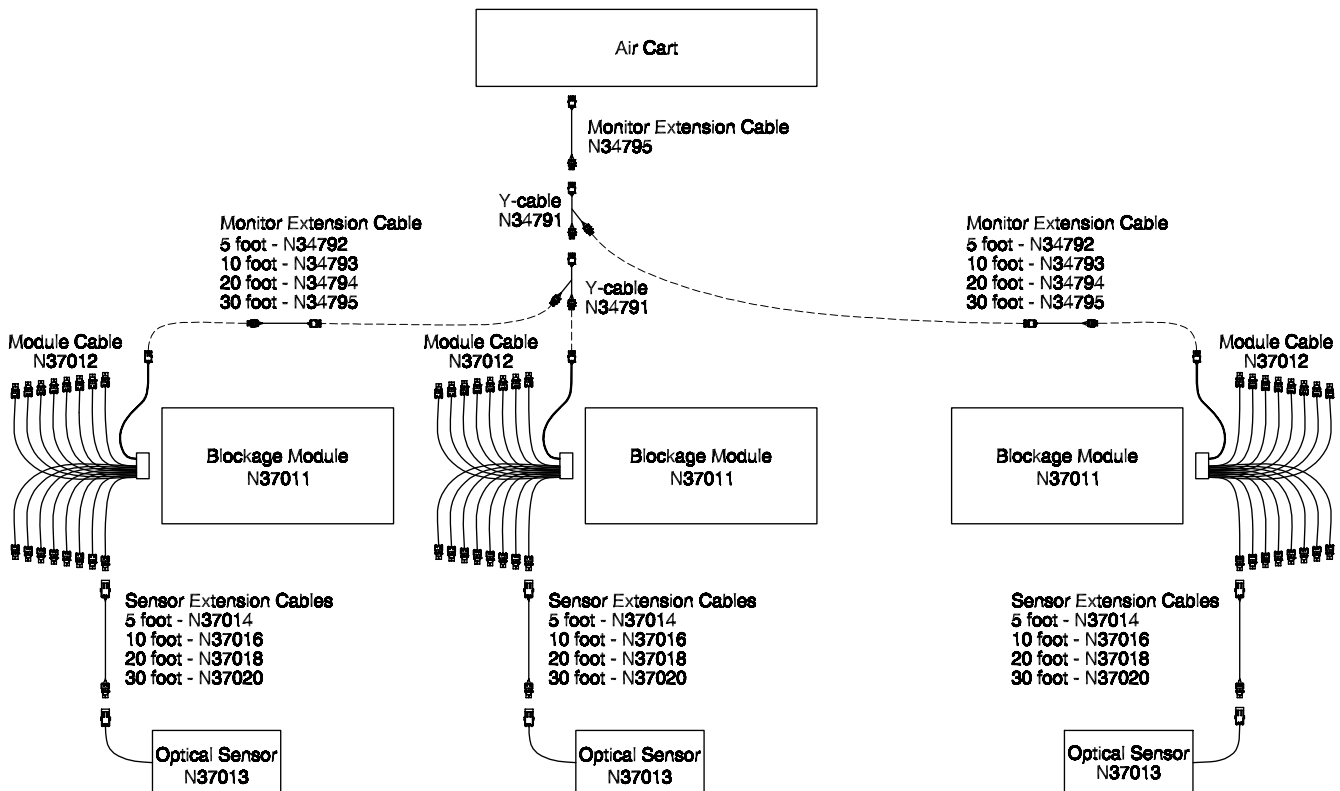 Air Cart
Monitor Extension Cable
N34795
Y-cable
N34791
Monitor Extension Cable
5 foot - N34792
10 foot - N34793
20 foot - N34794
30 foot - N34795
Monitor Extension Cable
5 foot - N34792
10 foot - N34793
20 foot - N34794
30 foot - N34795
Y-cable
N34791
Module Cable
N37012
Module Cable
N37012
Module Cable
N37012
Blockage Module
N37011
Blockage Module
N37011
Blockage Module
N37011
Sensor Extension Cables
5 foot - N37014
10 foot - N37016
20 foot - N37018
30 foot - N37020
Sensor Extension Cables
5 foot - N37014
10 foot - N37016
20 foot - N37018
30 foot - N37020
Sensor Extension Cables
5 foot - N37014
10 foot - N37016
20 foot - N37018
30 foot - N37020
Optical Sensor
N37013
Optical Sensor
N37013
Optical Sensor
N37013